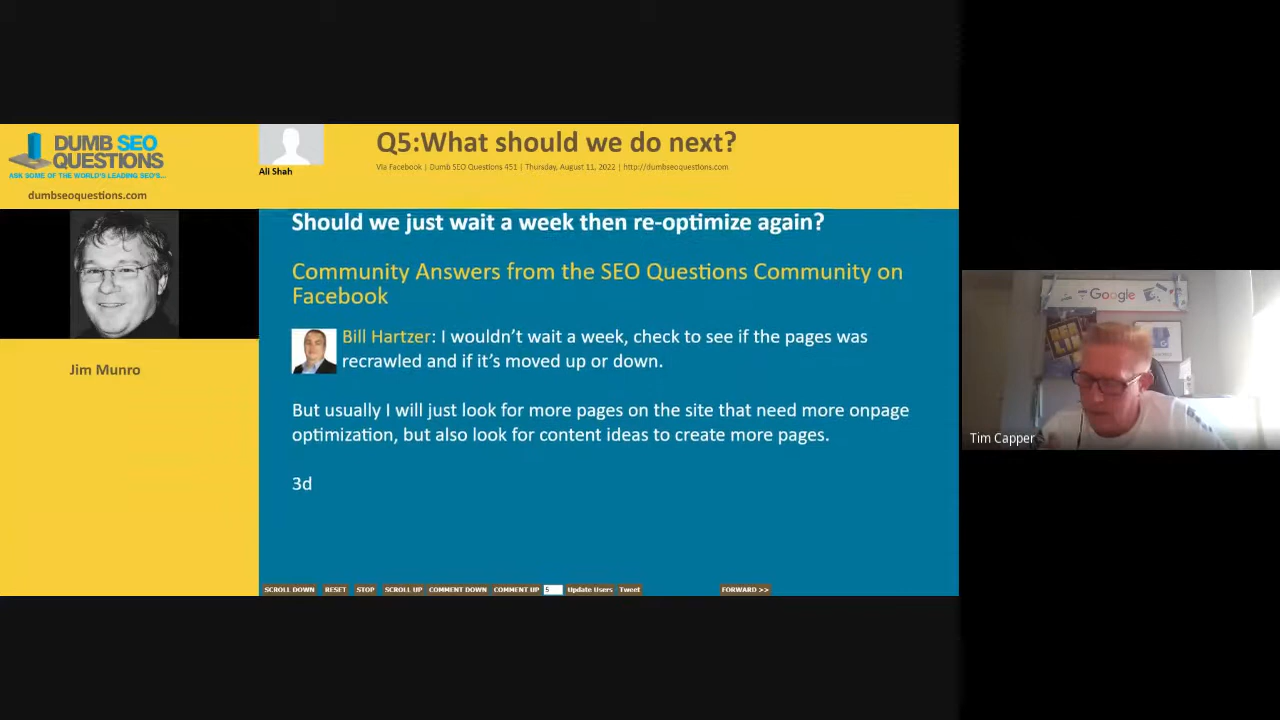 DUMB SEO
QUESTIONS
ASK SOME OF THE WORLD'S LEADING SEO'S...
dumbseoquestions.com
Ali Shah
Q5:What should we do next?
Via Facebook | Dumb SEO Questions 451 | Thursday, August 11, 2022 | http://dumbseoquestions.com
Jim Munro
Should we just wait a week then re-optimize again?
Community Answers from the SEO Questions Community on
Facebook
Bill Hartzer: I wouldn't wait a week, check to see if the pages was
recrawled and if it's moved up or down.
But usually I will just look for more pages on the site that need more onpage
optimization, but also look for content ideas to create more pages.
3d
SCROLL DOWN RESET STOP SCROLL UP COMMENT DOWN COMMENT UP 5 Update Users Tweet FORWARD >>
Google
Tim Capper